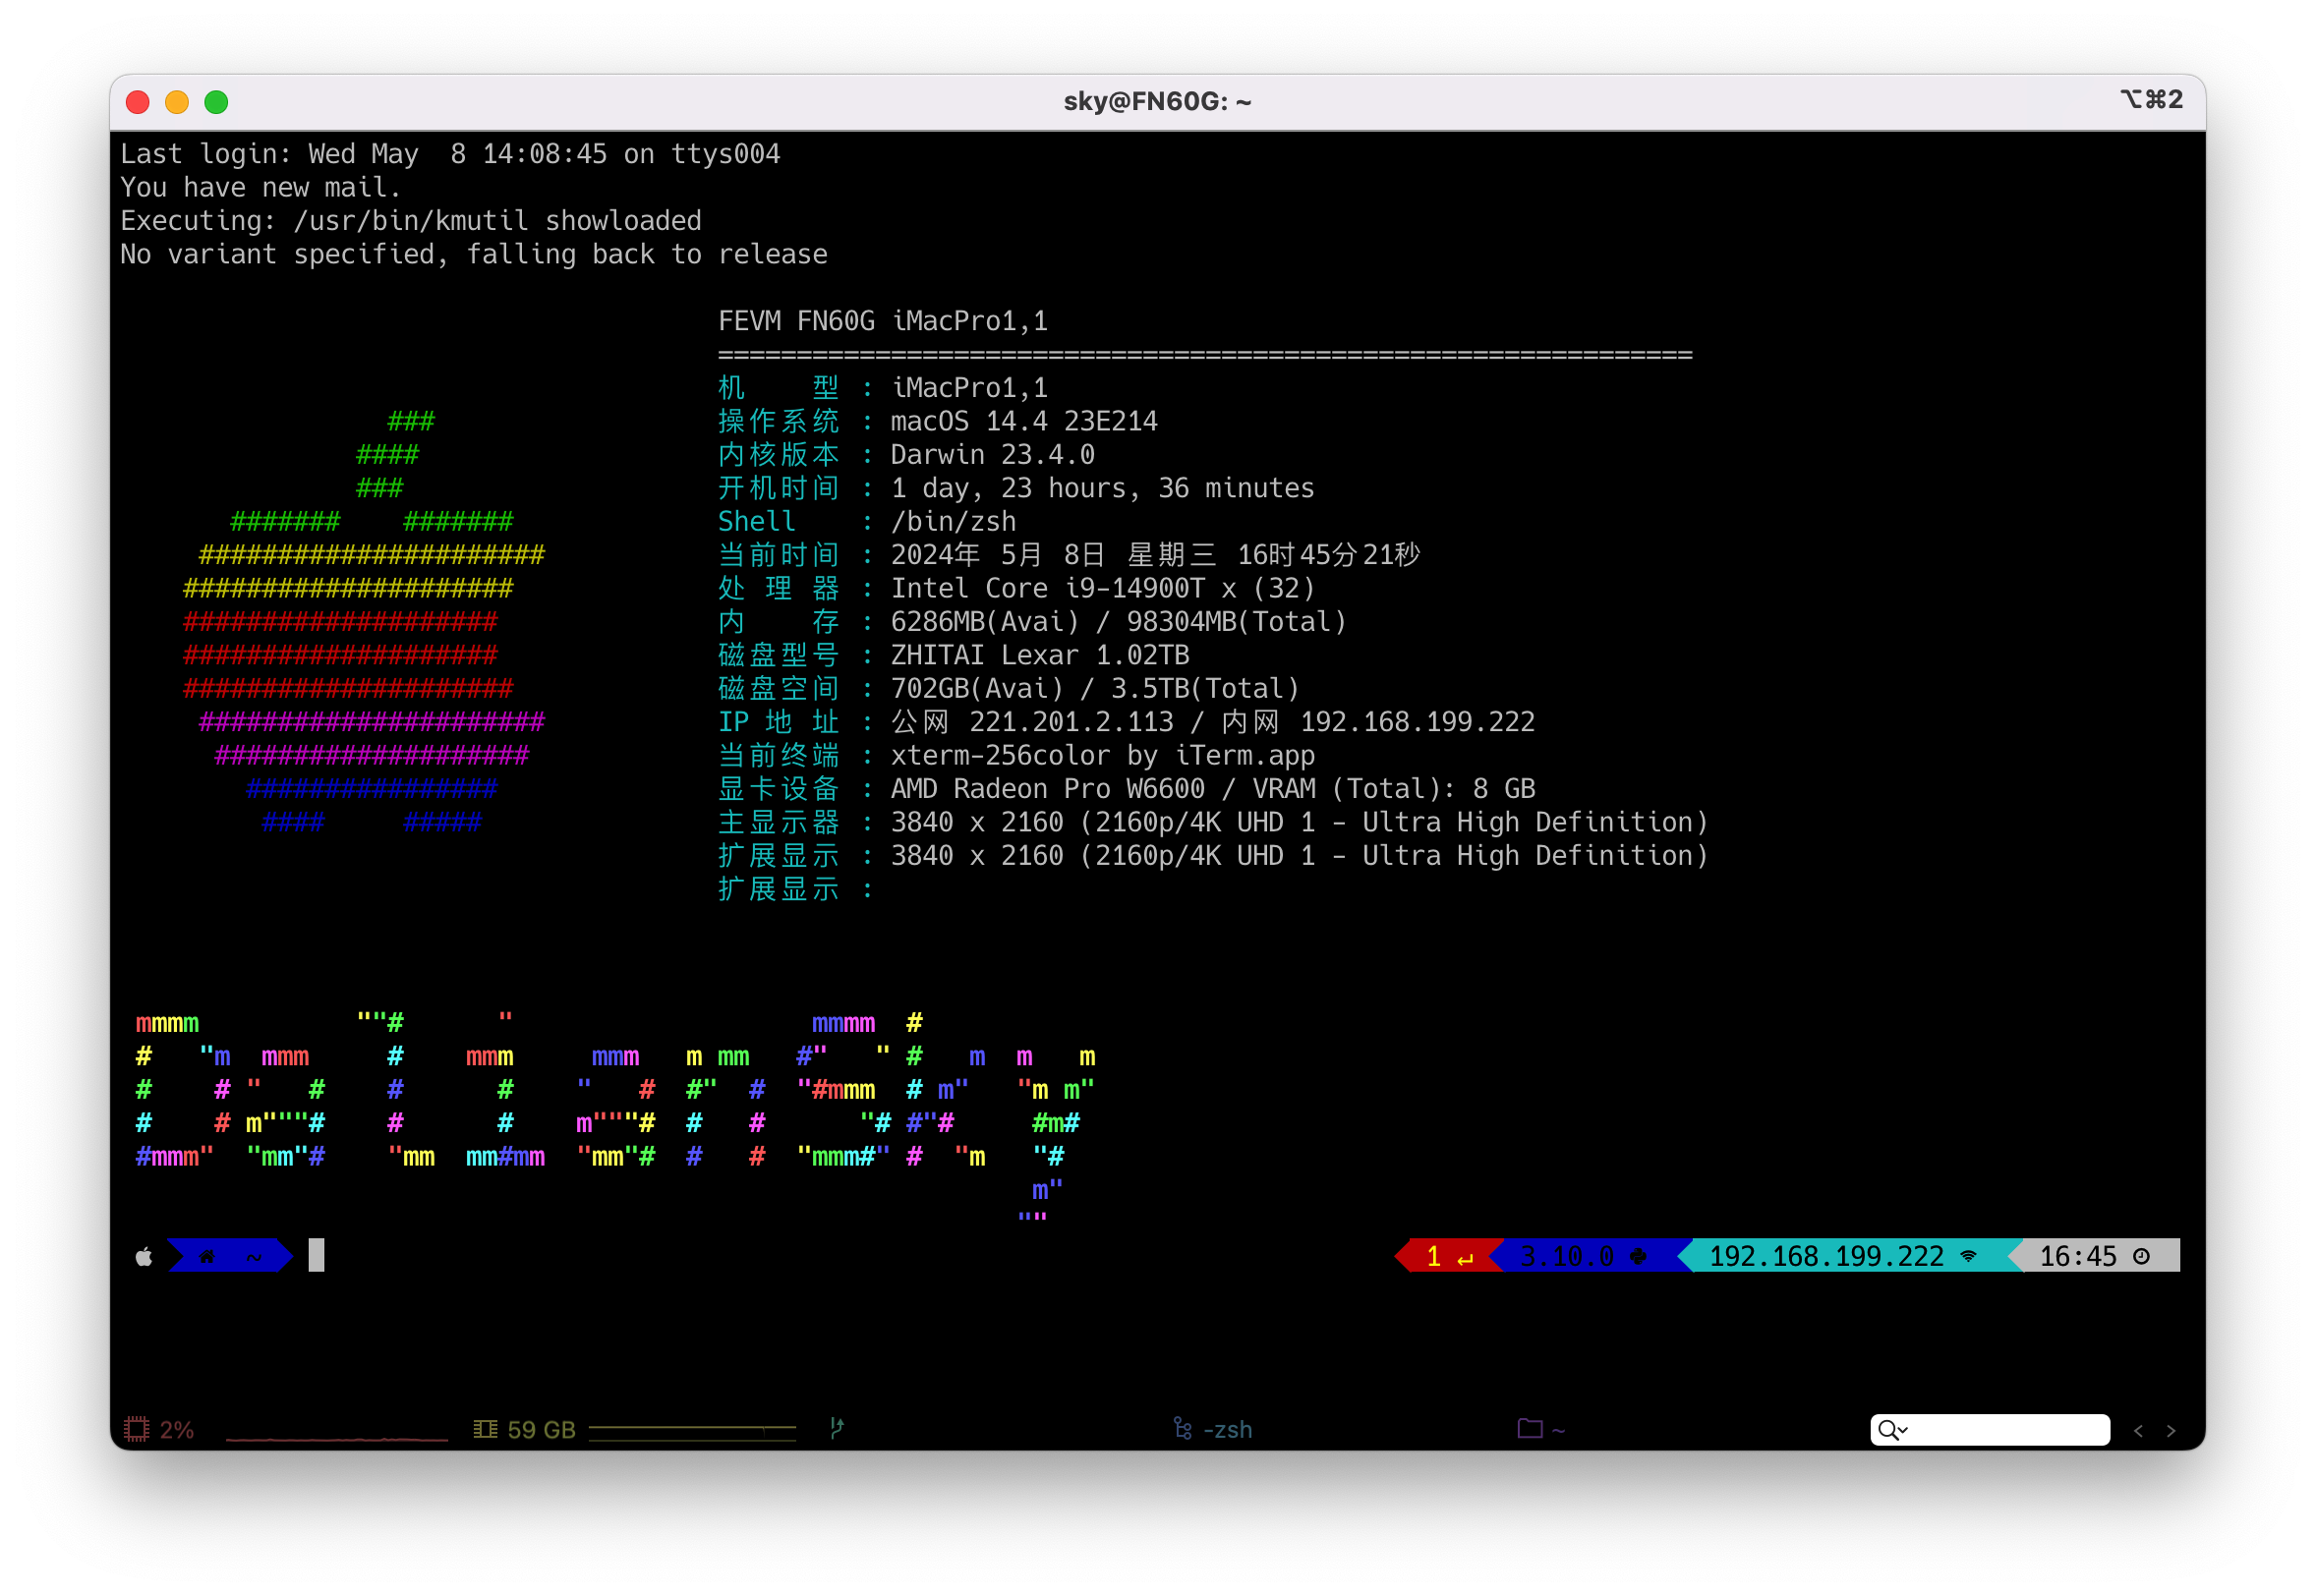 sky@FN60G: ~
⌥⌘2
Last login: Wed May  8 14:08:45 on ttys004
You have new mail.
Executing: /usr/bin/kmutil showloaded
No variant specified, falling back to release
FEVM FN60G iMacPro1,1
==============================================================
机    型 : iMacPro1,1
操作系统 : macOS 14.4 23E214
内核版本 : Darwin 23.4.0
开机时间 : 1 day, 23 hours, 36 minutes
Shell    : /bin/zsh
当前时间 : 2024年 5月 8日 星期三 16时45分21秒
处 理 器 : Intel Core i9-14900T x (32)
内    存 : 6286MB(Avai) / 98304MB(Total)
磁盘型号 : ZHITAI Lexar 1.02TB
磁盘空间 : 702GB(Avai) / 3.5TB(Total)
IP 地 址 : 公网 221.201.2.113 / 内网 192.168.199.222
当前终端 : xterm-256color by iTerm.app
显卡设备 : AMD Radeon Pro W6600 / VRAM (Total): 8 GB
主显示器 : 3840 x 2160 (2160p/4K UHD 1 - Ultra High Definition)
扩展显示 : 3840 x 2160 (2160p/4K UHD 1 - Ultra High Definition)
扩展显示 :
DalianSky
~ 1 ↵ 3.10.0 192.168.199.222 16:45
2% 59 GB -zsh ~